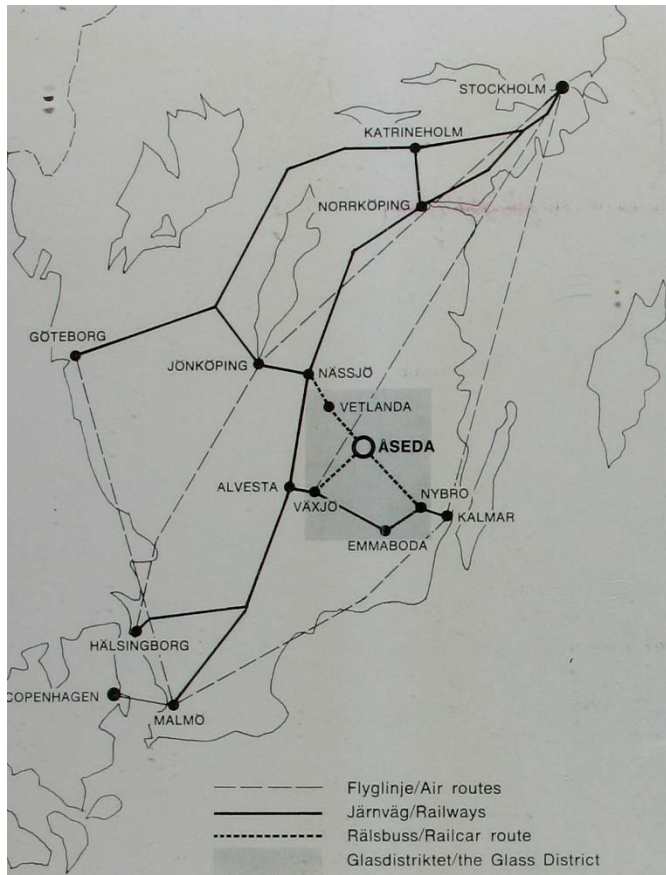 STOCKHOLM
KATRINEHOLM
NORRKÖPING
GÖTEBORG
JÖNKÖPING
NÄSSJÖ
VETLANDA
ÅSEDA
ALVESTA
VÄXJÖ
NYBRO
KALMAR
EMMABODA
HÄLSINGBORG
COPENHAGEN
MALMÖ
Flyglinje/Air routes
Järnväg/Railways
Rälsbuss/Railcar route
Glasdistriktet/the Glass District